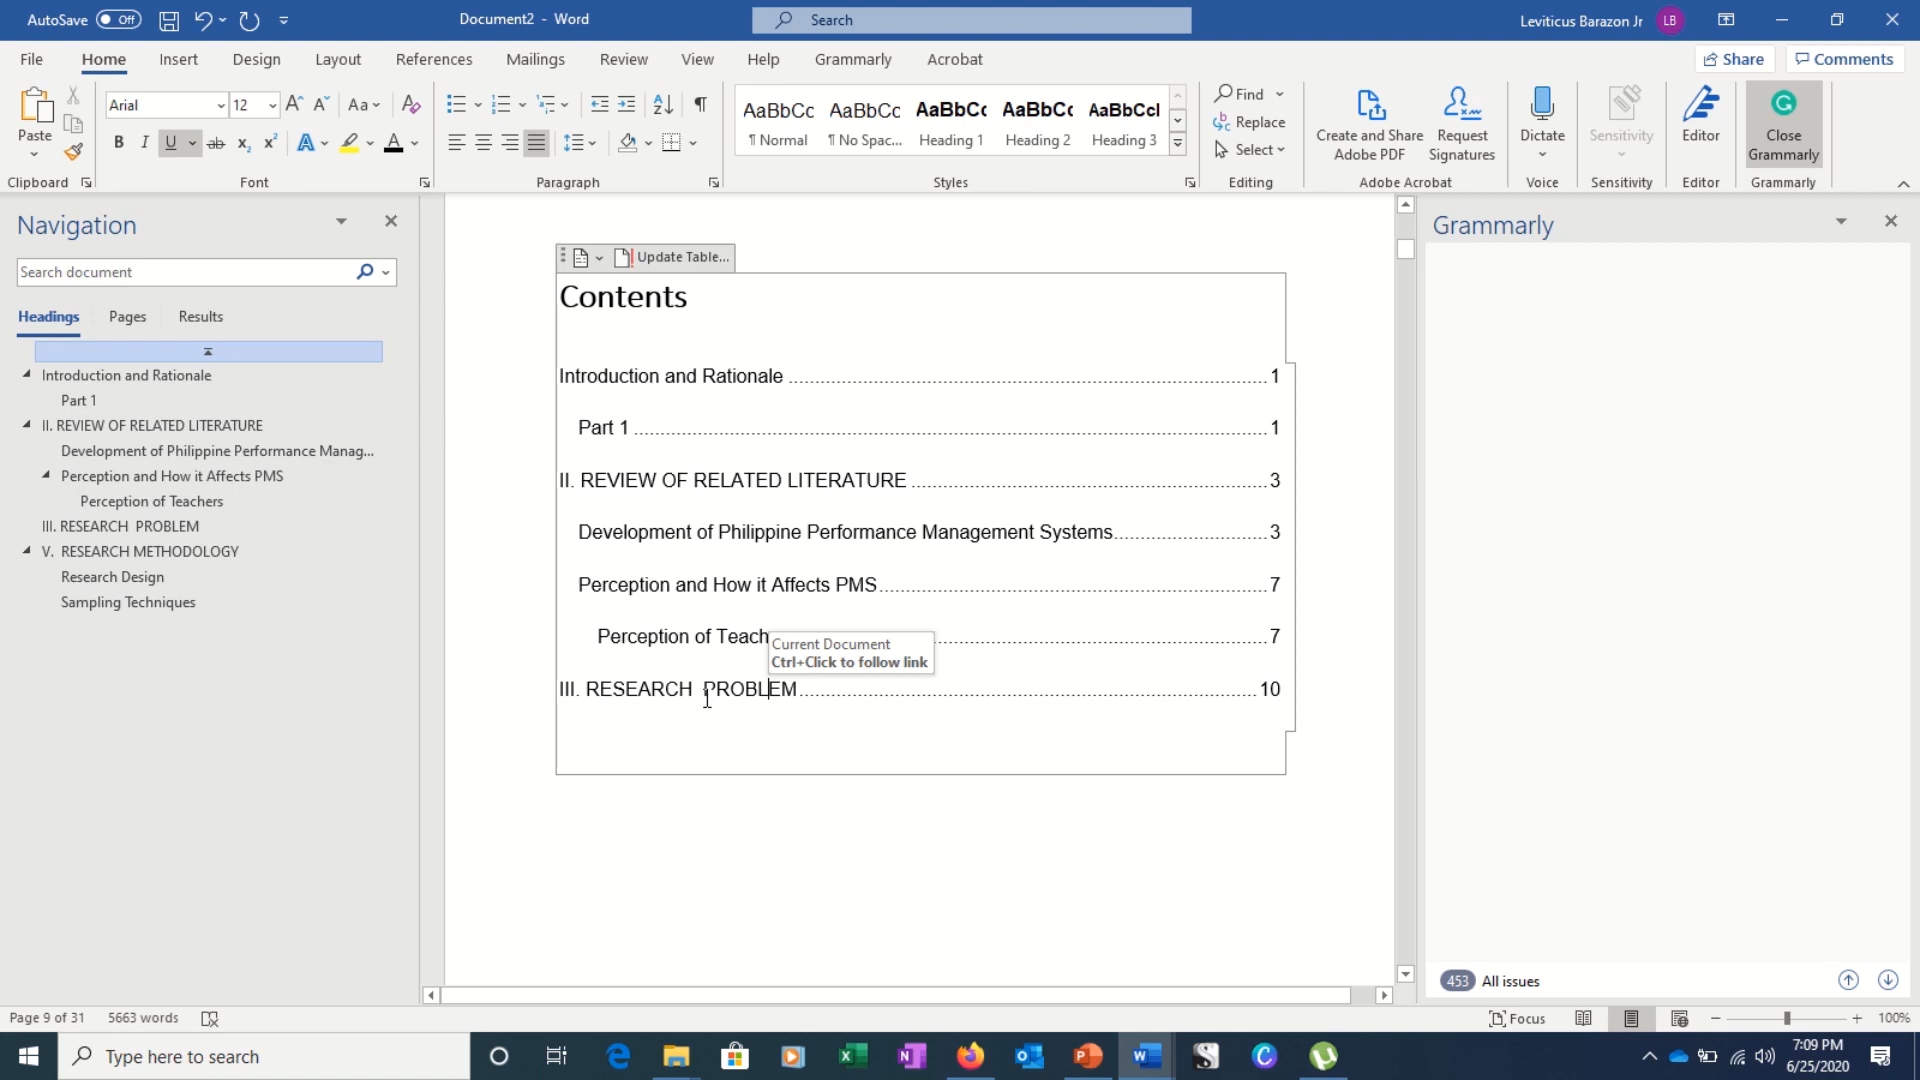 AutoSave Off Document2 - Word Search Leviticus Barazon Jr LB
File Home Insert Design Layout References Mailings Review View Help Grammarly Acrobat Share Comments
Paste Arial 12 Aa
B I U ab x₂ x² A A
AaBbCc AaBbCc AaBbCc AaBbCc AaBbCcI
¶ Normal ¶ No Spac... Heading 1 Heading 2 Heading 3
Find
Replace
Select
Create and Share Adobe PDF
Request Signatures
Dictate
Sensitivity
Editor
Close Grammarly
Clipboard Font Paragraph Styles Editing Adobe Acrobat Voice Sensitivity Editor Grammarly
Navigation
Search document
Headings Pages Results
Introduction and Rationale
Part 1
II. REVIEW OF RELATED LITERATURE
Development of Philippine Performance Manag...
Perception and How it Affects PMS
Perception of Teachers
III. RESEARCH  PROBLEM
V.  RESEARCH METHODOLOGY
Research Design
Sampling Techniques
Update Table...
Contents
Introduction and Rationale ........ 1
Part 1 ........ 1
II. REVIEW OF RELATED LITERATURE ........ 3
Development of Philippine Performance Management Systems ........ 3
Perception and How it Affects PMS ........ 7
Perception of Teach ........ 7
Current Document
Ctrl+Click to follow link
III. RESEARCH  PROBLEM ........ 10
Grammarly
453 All issues
Page 9 of 31 5663 words Focus 100%
Type here to search
7:09 PM
6/25/2020